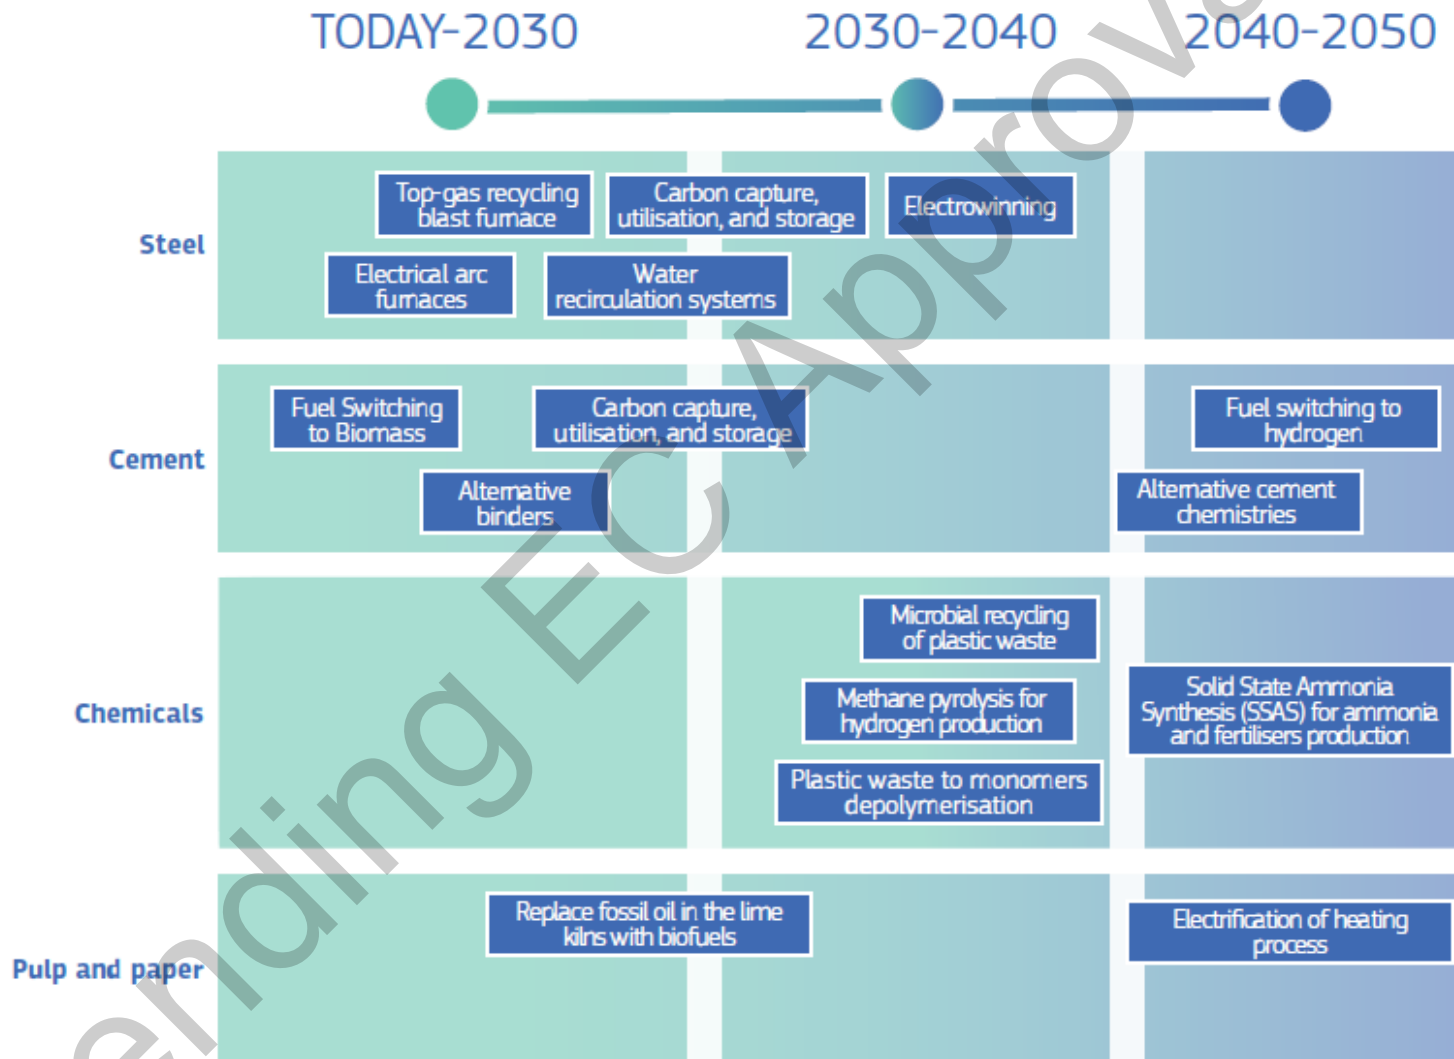 TODAY-2030
2030-2040
2040-2050
Steel
Top-gas recycling
blast furnace
Carbon capture,
utilisation, and storage
Electrowinning
Electrical arc
furnaces
Water
recirculation systems
Cement
Fuel Switching
to Biomass
Carbon capture,
utilisation, and storage
Fuel switching to
hydrogen
Alternative
binders
Alternative cement
chemistries
Chemicals
Microbial recycling
of plastic waste
Methane pyrolysis for
hydrogen production
Solid State Ammonia
Synthesis (SSAS) for ammonia
and fertilisers production
Plastic waste to monomers
depolymerisation
Pulp and paper
Replace fossil oil in the lime
kilns with biofuels
Electrification of heating
process
ending EC Approva